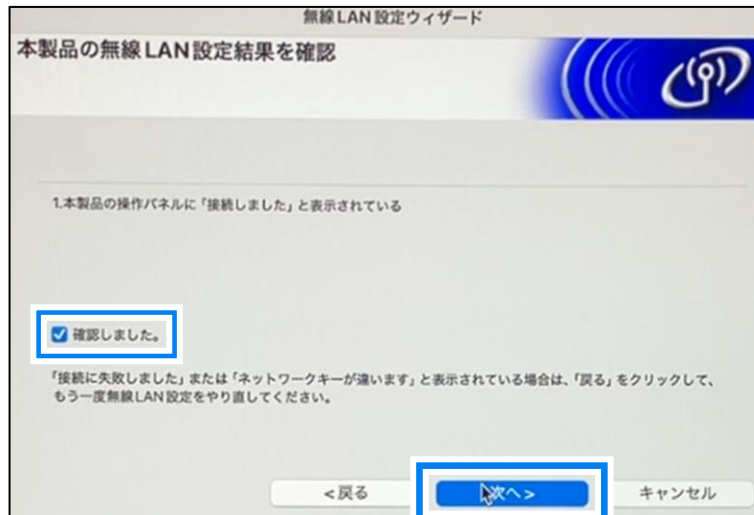 無線LAN 設定ウィザード
本製品の無線LAN設定結果を確認
1.本製品の操作パネルに「接続しました」と表示されている
確認しました。
「接続に失敗しました」または「ネットワークキーが違います」と表示されている場合は、「戻る」をクリックして、
もう一度無線LAN設定をやり直してください。
<戻る
次へ>
キャンセル